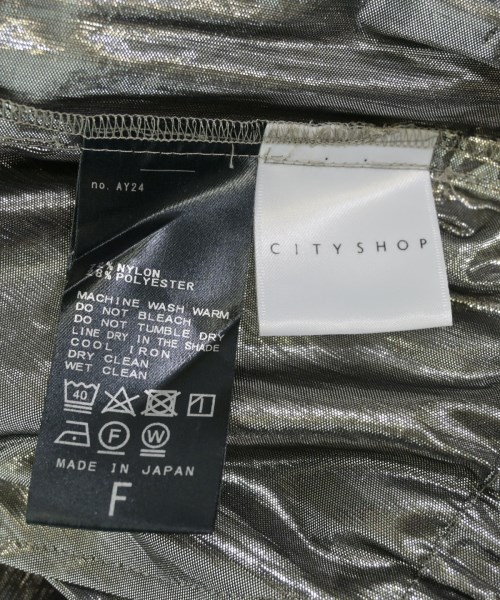 no. AY24
% NYLON
% POLYESTER
MACHINE WASH WARM
DO NOT BLEACH
DO NOT TUMBLE DRY
LINE DRY IN THE SHADE
COOL IRON
DRY CLEAN
WET CLEAN
40
F W
MADE IN JAPAN
F
CITYSHOP